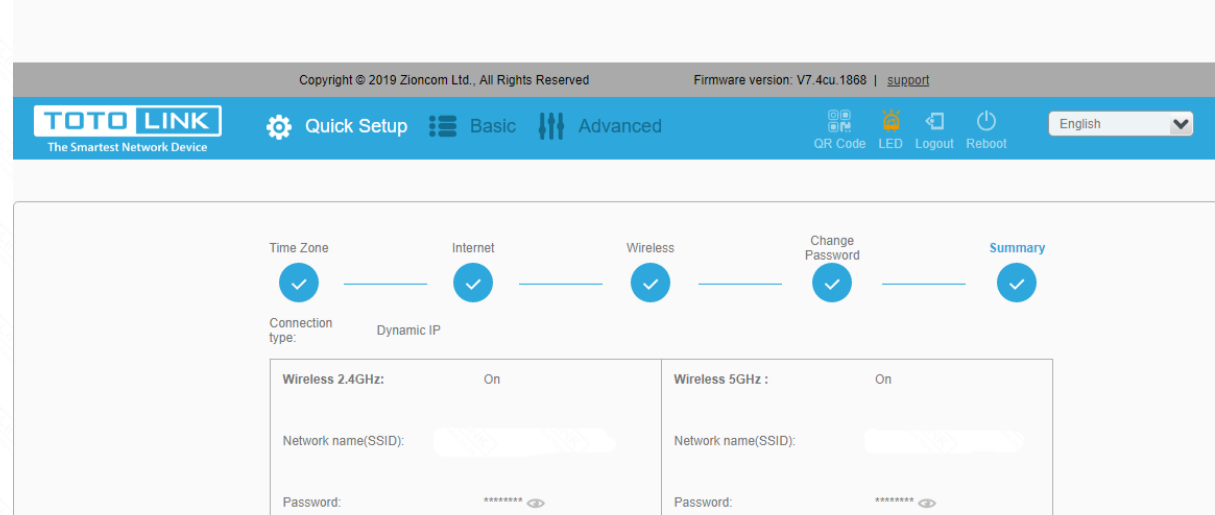 Copyright © 2019 Zioncom Ltd., All Rights Reserved Firmware version: V7.4cu.1868 | support
TOTO LINK
The Smartest Network Device
Quick Setup Basic Advanced
QR Code LED Logout Reboot
English
Time Zone Internet Wireless Change Password Summary
Connection type: Dynamic IP
Wireless 2.4GHz: On Wireless 5GHz : On
Network name(SSID): Network name(SSID):
Password: ******** Password: ********